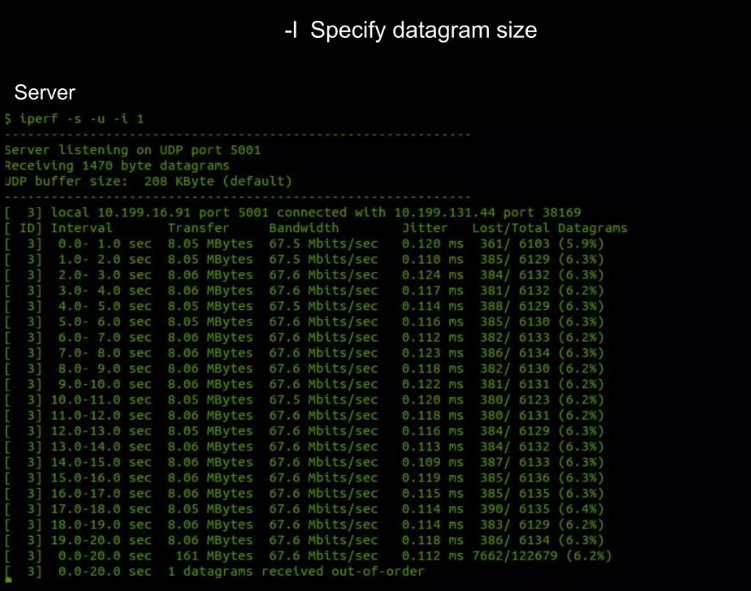 -l Specify datagram size
Server
$ iperf -s -u -i 1
------------------------------------------------------------
Server listening on UDP port 5001
Receiving 1470 byte datagrams
UDP buffer size:  208 KByte (default)
------------------------------------------------------------
[  3] local 10.199.16.91 port 5001 connected with 10.199.131.44 port 38169
[ ID] Interval       Transfer     Bandwidth        Jitter   Lost/Total Datagrams
[  3]  0.0- 1.0 sec  8.05 MBytes  67.5 Mbits/sec   0.120 ms  361/ 6103 (5.9%)
[  3]  1.0- 2.0 sec  8.05 MBytes  67.5 Mbits/sec   0.110 ms  385/ 6129 (6.3%)
[  3]  2.0- 3.0 sec  8.06 MBytes  67.6 Mbits/sec   0.124 ms  384/ 6132 (6.3%)
[  3]  3.0- 4.0 sec  8.06 MBytes  67.6 Mbits/sec   0.117 ms  381/ 6132 (6.2%)
[  3]  4.0- 5.0 sec  8.05 MBytes  67.5 Mbits/sec   0.114 ms  388/ 6129 (6.3%)
[  3]  5.0- 6.0 sec  8.05 MBytes  67.6 Mbits/sec   0.116 ms  385/ 6130 (6.3%)
[  3]  6.0- 7.0 sec  8.06 MBytes  67.6 Mbits/sec   0.112 ms  382/ 6133 (6.2%)
[  3]  7.0- 8.0 sec  8.06 MBytes  67.6 Mbits/sec   0.123 ms  386/ 6134 (6.3%)
[  3]  8.0- 9.0 sec  8.06 MBytes  67.6 Mbits/sec   0.118 ms  382/ 6130 (6.2%)
[  3]  9.0-10.0 sec  8.06 MBytes  67.6 Mbits/sec   0.122 ms  381/ 6131 (6.2%)
[  3] 10.0-11.0 sec  8.05 MBytes  67.5 Mbits/sec   0.120 ms  380/ 6123 (6.2%)
[  3] 11.0-12.0 sec  8.06 MBytes  67.6 Mbits/sec   0.118 ms  380/ 6131 (6.2%)
[  3] 12.0-13.0 sec  8.05 MBytes  67.6 Mbits/sec   0.116 ms  384/ 6129 (6.3%)
[  3] 13.0-14.0 sec  8.06 MBytes  67.6 Mbits/sec   0.113 ms  384/ 6132 (6.3%)
[  3] 14.0-15.0 sec  8.06 MBytes  67.6 Mbits/sec   0.109 ms  387/ 6133 (6.3%)
[  3] 15.0-16.0 sec  8.06 MBytes  67.6 Mbits/sec   0.119 ms  385/ 6136 (6.3%)
[  3] 16.0-17.0 sec  8.06 MBytes  67.6 Mbits/sec   0.115 ms  385/ 6135 (6.3%)
[  3] 17.0-18.0 sec  8.05 MBytes  67.6 Mbits/sec   0.114 ms  390/ 6135 (6.4%)
[  3] 18.0-19.0 sec  8.06 MBytes  67.6 Mbits/sec   0.114 ms  383/ 6129 (6.2%)
[  3] 19.0-20.0 sec  8.06 MBytes  67.6 Mbits/sec   0.118 ms  386/ 6134 (6.3%)
[  3]  0.0-20.0 sec   161 MBytes  67.6 Mbits/sec   0.112 ms 7662/122679 (6.2%)
[  3]  0.0-20.0 sec  1 datagrams received out-of-order